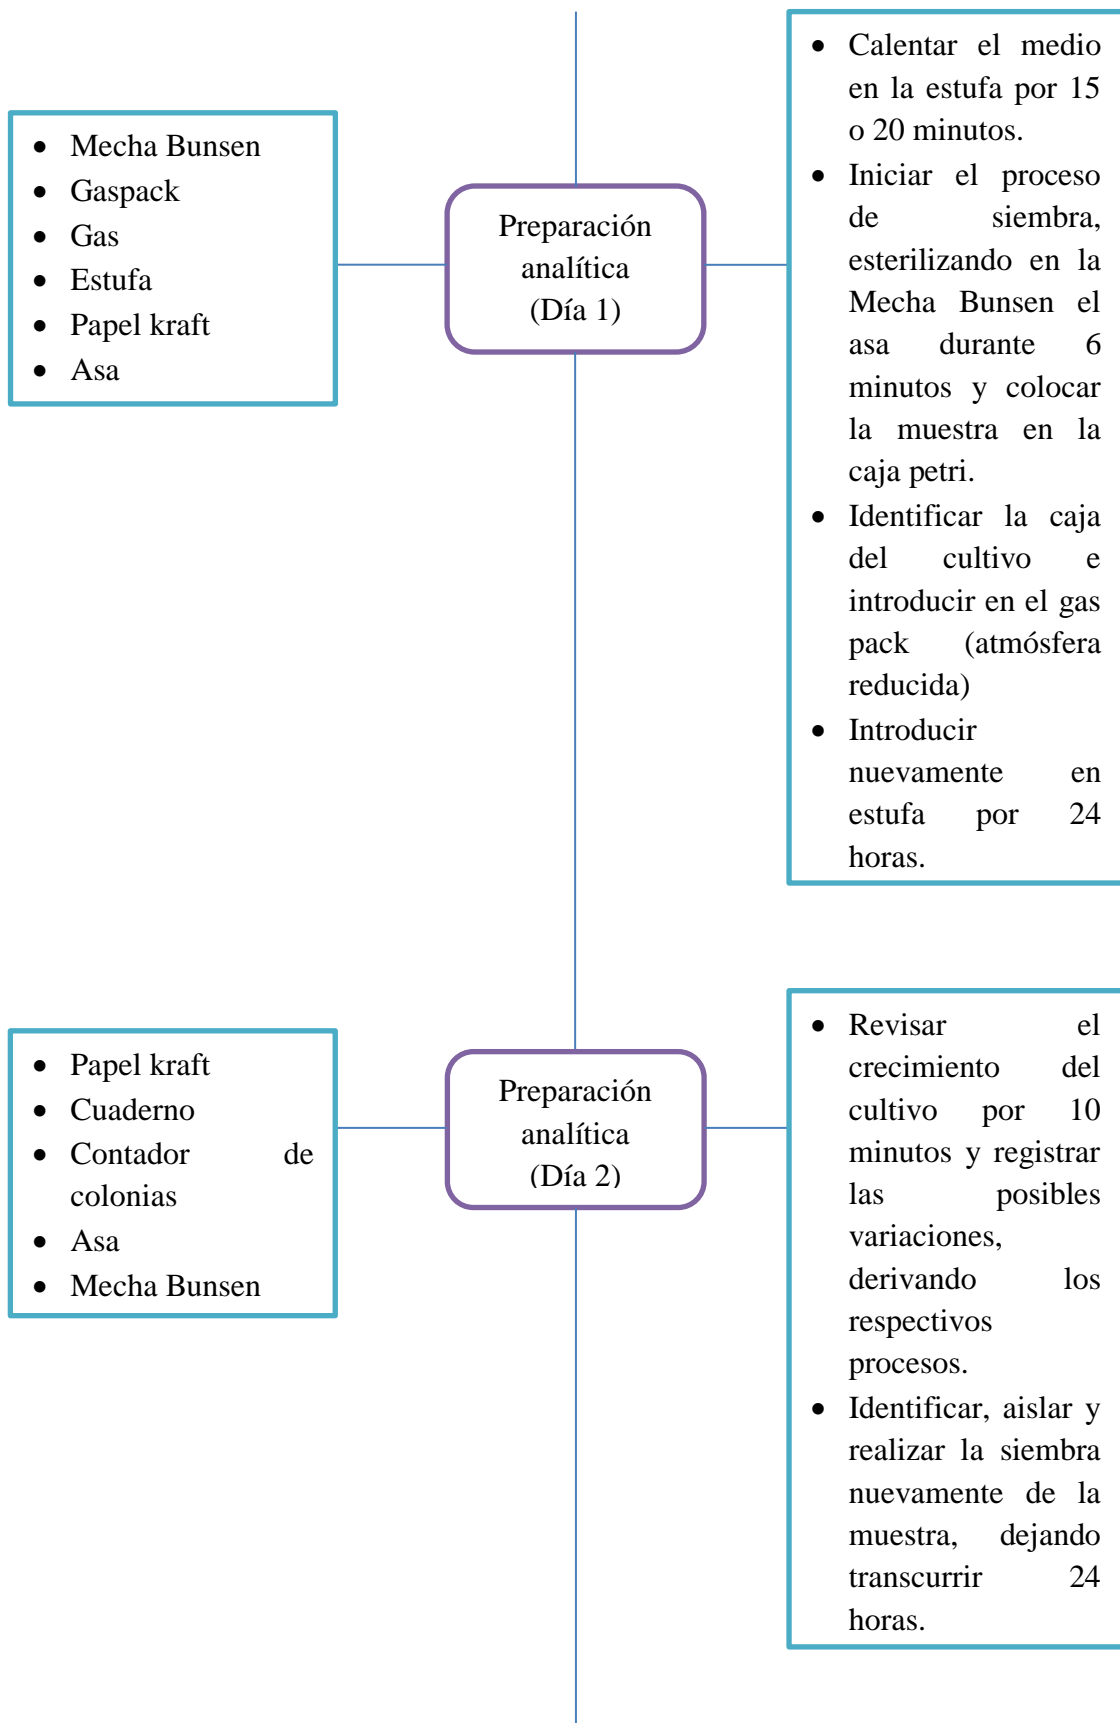 • Mecha Bunsen
• Gaspack
• Gas
• Estufa
• Papel kraft
• Asa
Preparación
analítica
(Día 1)
• Calentar el medio
en la estufa por 15
o 20 minutos.
• Iniciar el proceso
de siembra,
esterilizando en la
Mecha Bunsen el
asa durante 6
minutos y colocar
la muestra en la
caja petri.
• Identificar la caja
del cultivo e
introducir en el gas
pack (atmósfera
reducida)
• Introducir
nuevamente en
estufa por 24
horas.
• Papel kraft
• Cuaderno
• Contador de
colonias
• Asa
• Mecha Bunsen
Preparación
analítica
(Día 2)
• Revisar el
crecimiento del
cultivo por 10
minutos y registrar
las posibles
variaciones,
derivando los
respectivos
procesos.
• Identificar, aislar y
realizar la siembra
nuevamente de la
muestra, dejando
transcurrir 24
horas.